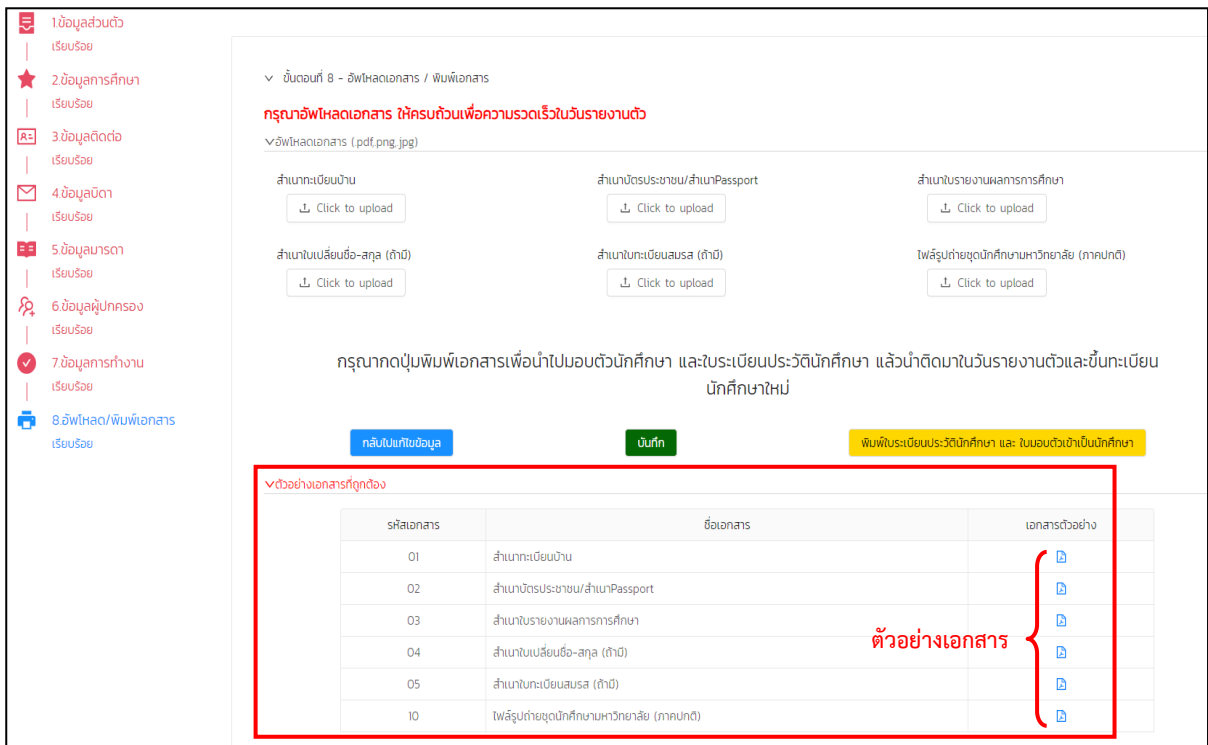 1.ข้อมูลส่วนตัว
เรียบร้อย
2.ข้อมูลการศึกษา
เรียบร้อย
3.ข้อมูลติดต่อ
เรียบร้อย
4.ข้อมูลบิดา
เรียบร้อย
5.ข้อมูลมารดา
เรียบร้อย
6.ข้อมูลผู้ปกครอง
เรียบร้อย
7.ข้อมูลการทำงาน
เรียบร้อย
8.อัพโหลด/พิมพ์เอกสาร
เรียบร้อย
ขั้นตอนที่ 8 - อัพโหลดเอกสาร / พิมพ์เอกสาร
กรุณาอัพโหลดเอกสาร ให้ครบถ้วนเพื่อความรวดเร็วในวันรายงานตัว
อัพโหลดเอกสาร (.pdf,png,jpg)
สำเนาทะเบียนบ้าน สำเนาบัตรประชาชน/สำเนาPassport สำเนาใบรายงานผลการการศึกษา
Click to upload Click to upload Click to upload
สำเนาใบเปลี่ยนชื่อ-สกุล (ถ้ามี) สำเนาใบทะเบียนสมรส (ถ้ามี) ไฟล์รูปถ่ายชุดนักศึกษามหาวิทยาลัย (ภาคปกติ)
Click to upload Click to upload Click to upload
กรุณากดปุ่มพิมพ์เอกสารเพื่อนำไปมอบตัวนักศึกษา และใบระเบียนประวัตินักศึกษา แล้วนำติดมาในวันรายงานตัวและขึ้นทะเบียน
นักศึกษาใหม่
กลับไปแก้ไขข้อมูล บันทึก พิมพ์ใบระเบียนประวัตินักศึกษา และ ใบมอบตัวเข้าเป็นนักศึกษา
ตัวอย่างเอกสารที่ถูกต้อง
รหัสเอกสาร ชื่อเอกสาร เอกสารตัวอย่าง
01 สำเนาทะเบียนบ้าน
02 สำเนาบัตรประชาชน/สำเนาPassport
03 สำเนาใบรายงานผลการการศึกษา
ตัวอย่างเอกสาร
04 สำเนาใบเปลี่ยนชื่อ-สกุล (ถ้ามี)
05 สำเนาใบทะเบียนสมรส (ถ้ามี)
10 ไฟล์รูปถ่ายชุดนักศึกษามหาวิทยาลัย (ภาคปกติ)